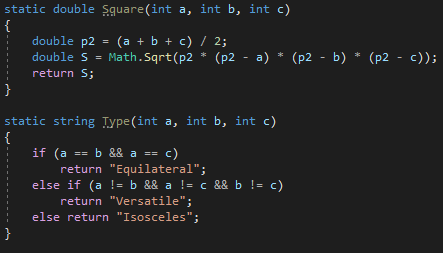 static double Square(int a, int b, int c)
{
double p2 = (a + b + c) / 2;
double S = Math.Sqrt(p2 * (p2 - a) * (p2 - b) * (p2 - c));
return S;
}
static string Type(int a, int b, int c)
{
if (a == b && a == c)
return "Equilateral";
else if (a != b && a != c && b != c)
return "Versatile";
else return "Isosceles";
}